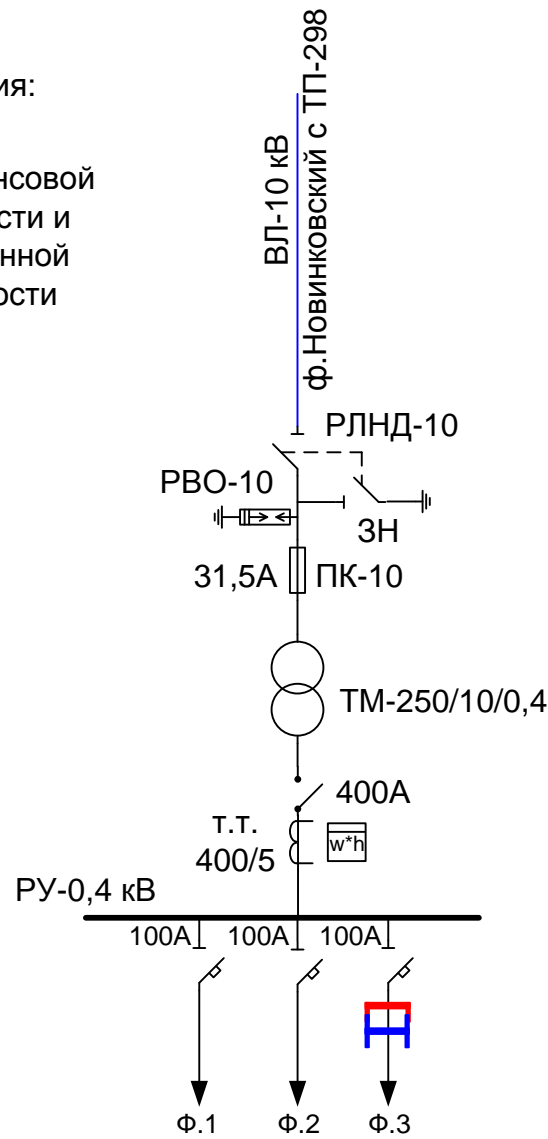 ия:
нсовой
сти и
нной
ости
ВЛ-10 кВ
ф.Новинковский с ТП-298
РЛНД-10
РВО-10
ЗН
31,5А ПК-10
ТМ-250/10/0,4
400А
т.т.
400/5
w*h
РУ-0,4 кВ
100А 100А 100А
Ф.1 Ф.2 Ф.3